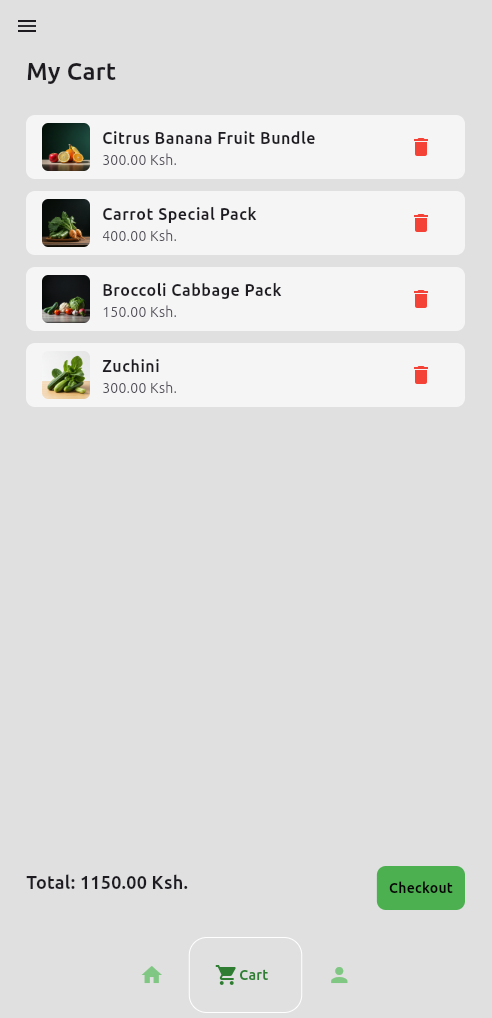 My Cart
Citrus Banana Fruit Bundle
300.00 Ksh.
Carrot Special Pack
400.00 Ksh.
Broccoli Cabbage Pack
150.00 Ksh.
Zuchini
300.00 Ksh.
Total: 1150.00 Ksh.
Checkout
Cart